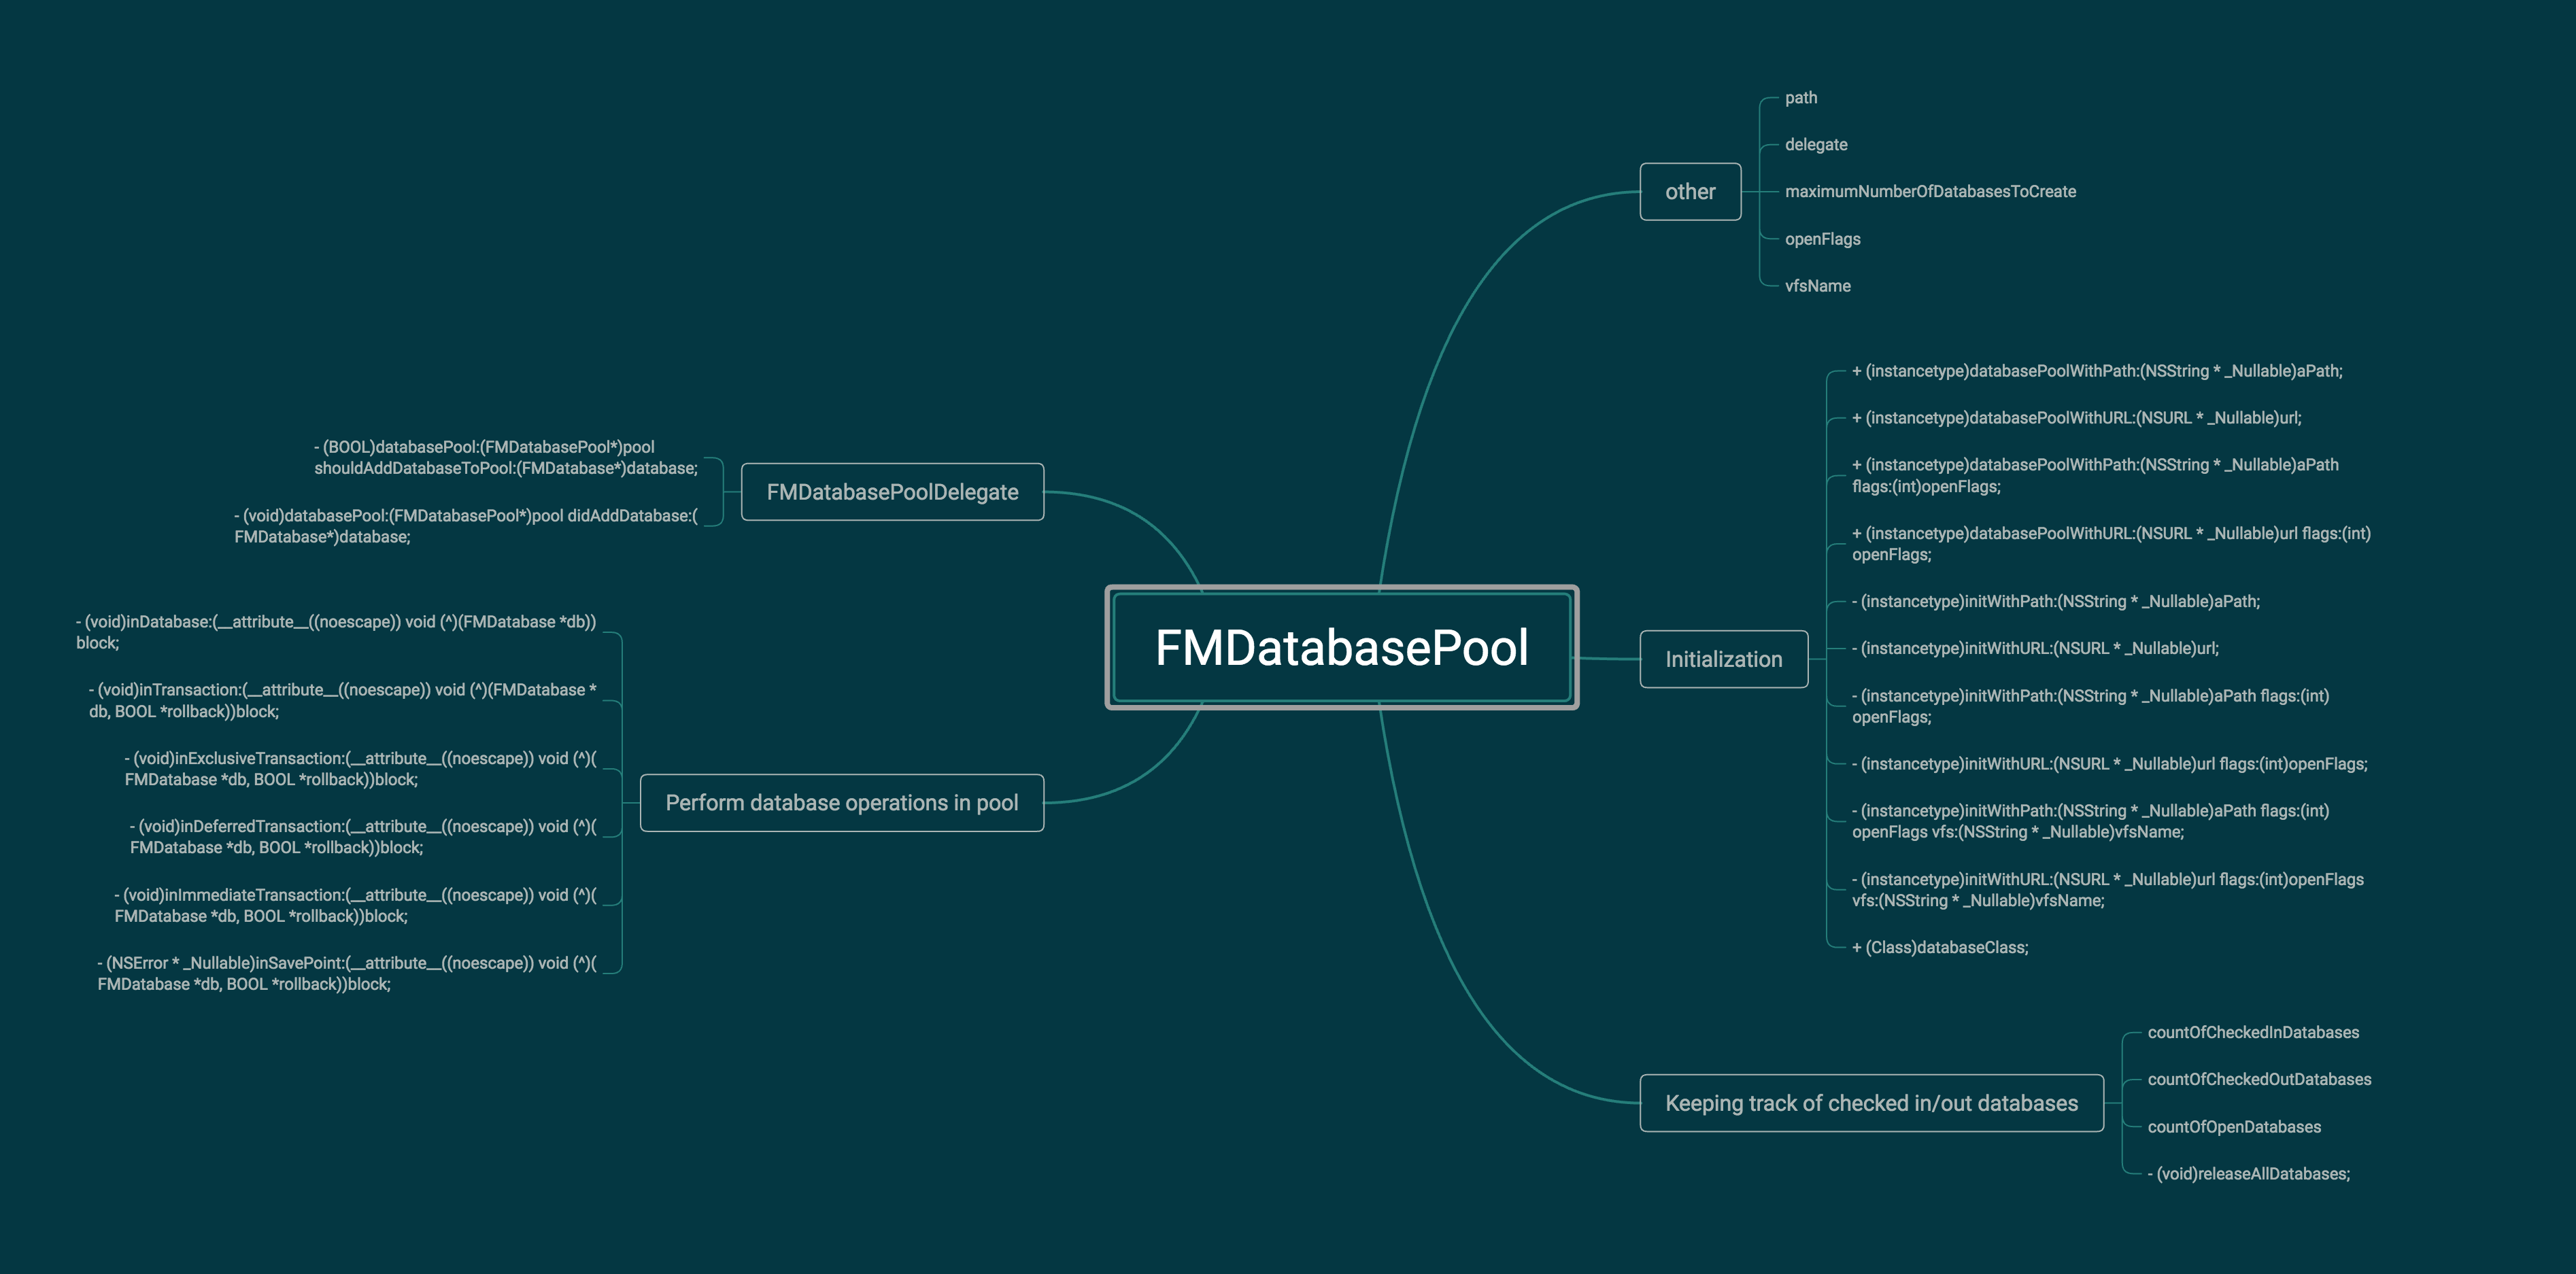 FMDatabasePool
other
path
delegate
maximumNumberOfDatabasesToCreate
openFlags
vfsName
Initialization
+ (instancetype)databasePoolWithPath:(NSString * _Nullable)aPath;
+ (instancetype)databasePoolWithURL:(NSURL * _Nullable)url;
+ (instancetype)databasePoolWithPath:(NSString * _Nullable)aPath
flags:(int)openFlags;
+ (instancetype)databasePoolWithURL:(NSURL * _Nullable)url flags:(int)
openFlags;
- (instancetype)initWithPath:(NSString * _Nullable)aPath;
- (instancetype)initWithURL:(NSURL * _Nullable)url;
- (instancetype)initWithPath:(NSString * _Nullable)aPath flags:(int)
openFlags;
- (instancetype)initWithURL:(NSURL * _Nullable)url flags:(int)openFlags;
- (instancetype)initWithPath:(NSString * _Nullable)aPath flags:(int)
openFlags vfs:(NSString * _Nullable)vfsName;
- (instancetype)initWithURL:(NSURL * _Nullable)url flags:(int)openFlags
vfs:(NSString * _Nullable)vfsName;
+ (Class)databaseClass;
Keeping track of checked in/out databases
countOfCheckedInDatabases
countOfCheckedOutDatabases
countOfOpenDatabases
- (void)releaseAllDatabases;
FMDatabasePoolDelegate
- (BOOL)databasePool:(FMDatabasePool*)pool
shouldAddDatabaseToPool:(FMDatabase*)database;
- (void)databasePool:(FMDatabasePool*)pool didAddDatabase:(
FMDatabase*)database;
Perform database operations in pool
- (void)inDatabase:(__attribute__((noescape)) void (^)(FMDatabase *db))
block;
- (void)inTransaction:(__attribute__((noescape)) void (^)(FMDatabase *
db, BOOL *rollback))block;
- (void)inExclusiveTransaction:(__attribute__((noescape)) void (^)(
FMDatabase *db, BOOL *rollback))block;
- (void)inDeferredTransaction:(__attribute__((noescape)) void (^)(
FMDatabase *db, BOOL *rollback))block;
- (void)inImmediateTransaction:(__attribute__((noescape)) void (^)(
FMDatabase *db, BOOL *rollback))block;
- (NSError * _Nullable)inSavePoint:(__attribute__((noescape)) void (^)(
FMDatabase *db, BOOL *rollback))block;